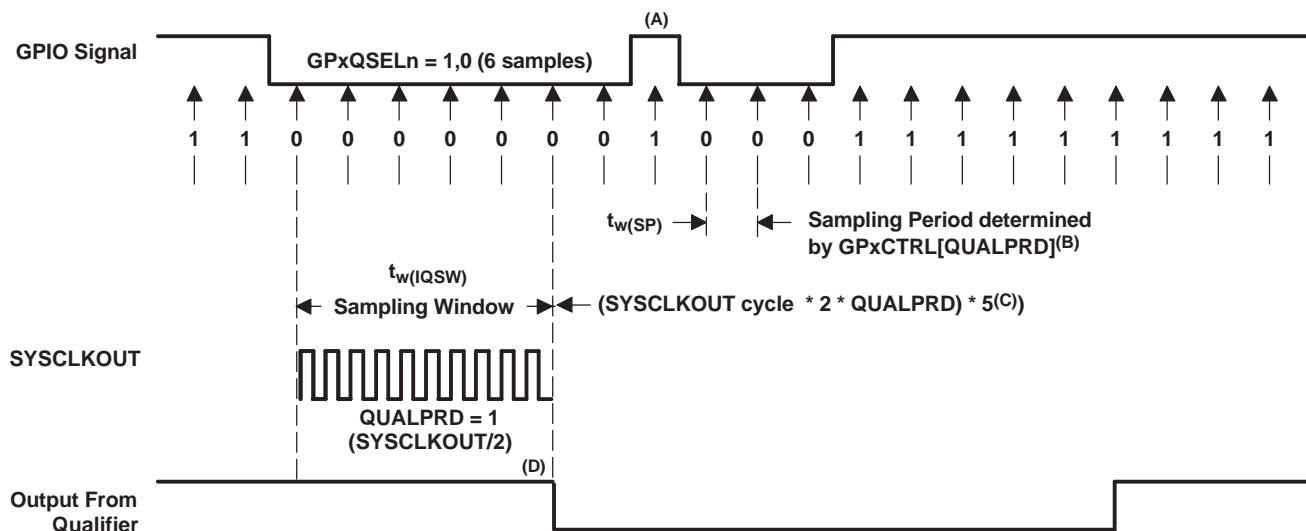 (A)
GPIO Signal
GPxQSELn = 1,0 (6 samples)
1 1 0 0 0 0 0 0 0 1 0 0 0 1 1 1 1 1 1 1 1 1
tw(SP)
Sampling Period determined
by GPxCTRL[QUALPRD](B)
tw(IQSW)
Sampling Window
(SYSCLKOUT cycle * 2 * QUALPRD) * 5(C))
SYSCLKOUT
QUALPRD = 1
(SYSCLKOUT/2)
(D)
Output From
Qualifier